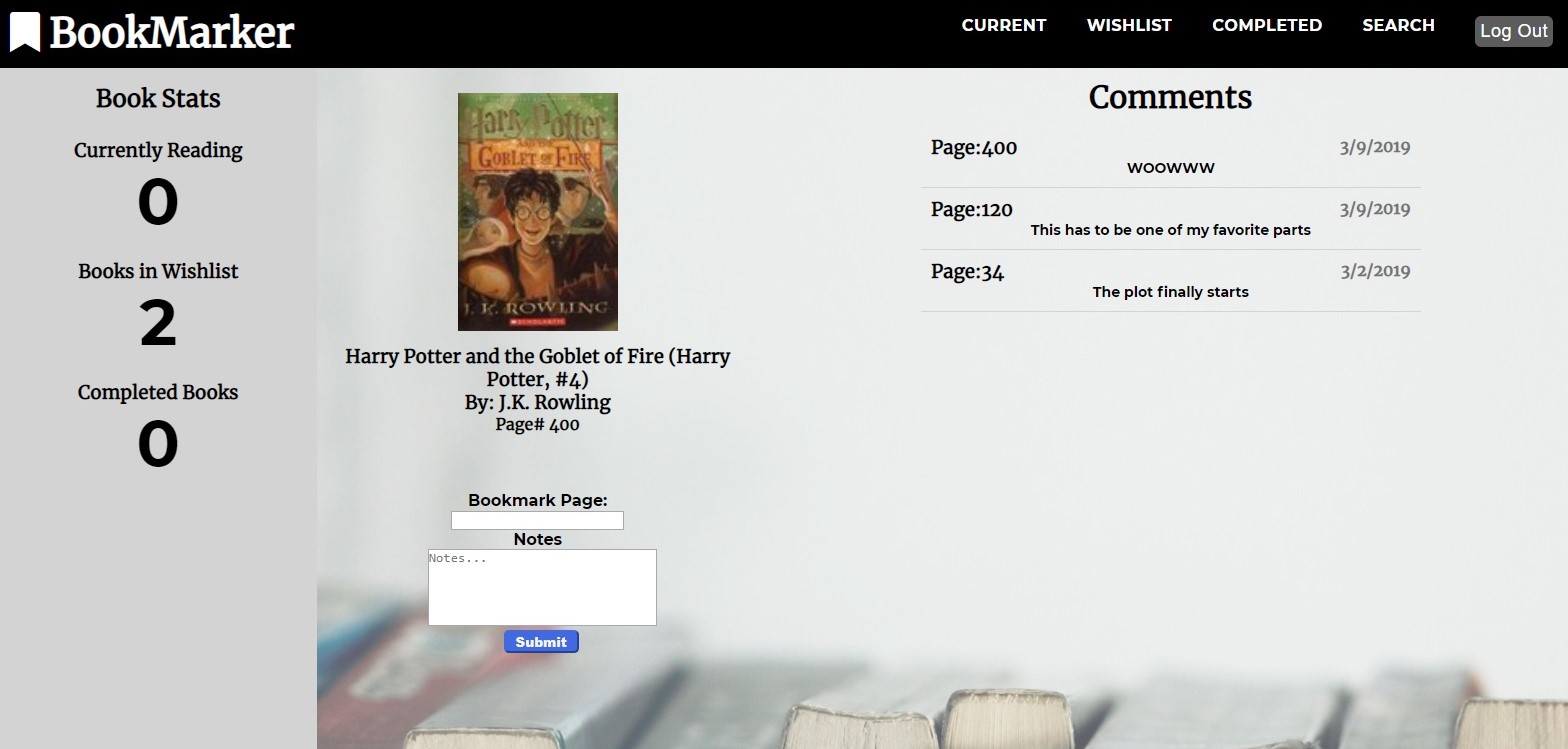 BookMarker
CURRENT WISHLIST COMPLETED SEARCH Log Out
Book Stats
Currently Reading
0
Books in Wishlist
2
Completed Books
0
Harry Potter
AND THE
GOBLET OF FIRE
J. K. ROWLING
SCHOLASTIC
Harry Potter and the Goblet of Fire (Harry
Potter, #4)
By: J.K. Rowling
Page# 400
Bookmark Page:
Notes
Notes...
Submit
Comments
Page:400 3/9/2019
WOOWWW
Page:120 3/9/2019
This has to be one of my favorite parts
Page:34 3/2/2019
The plot finally starts